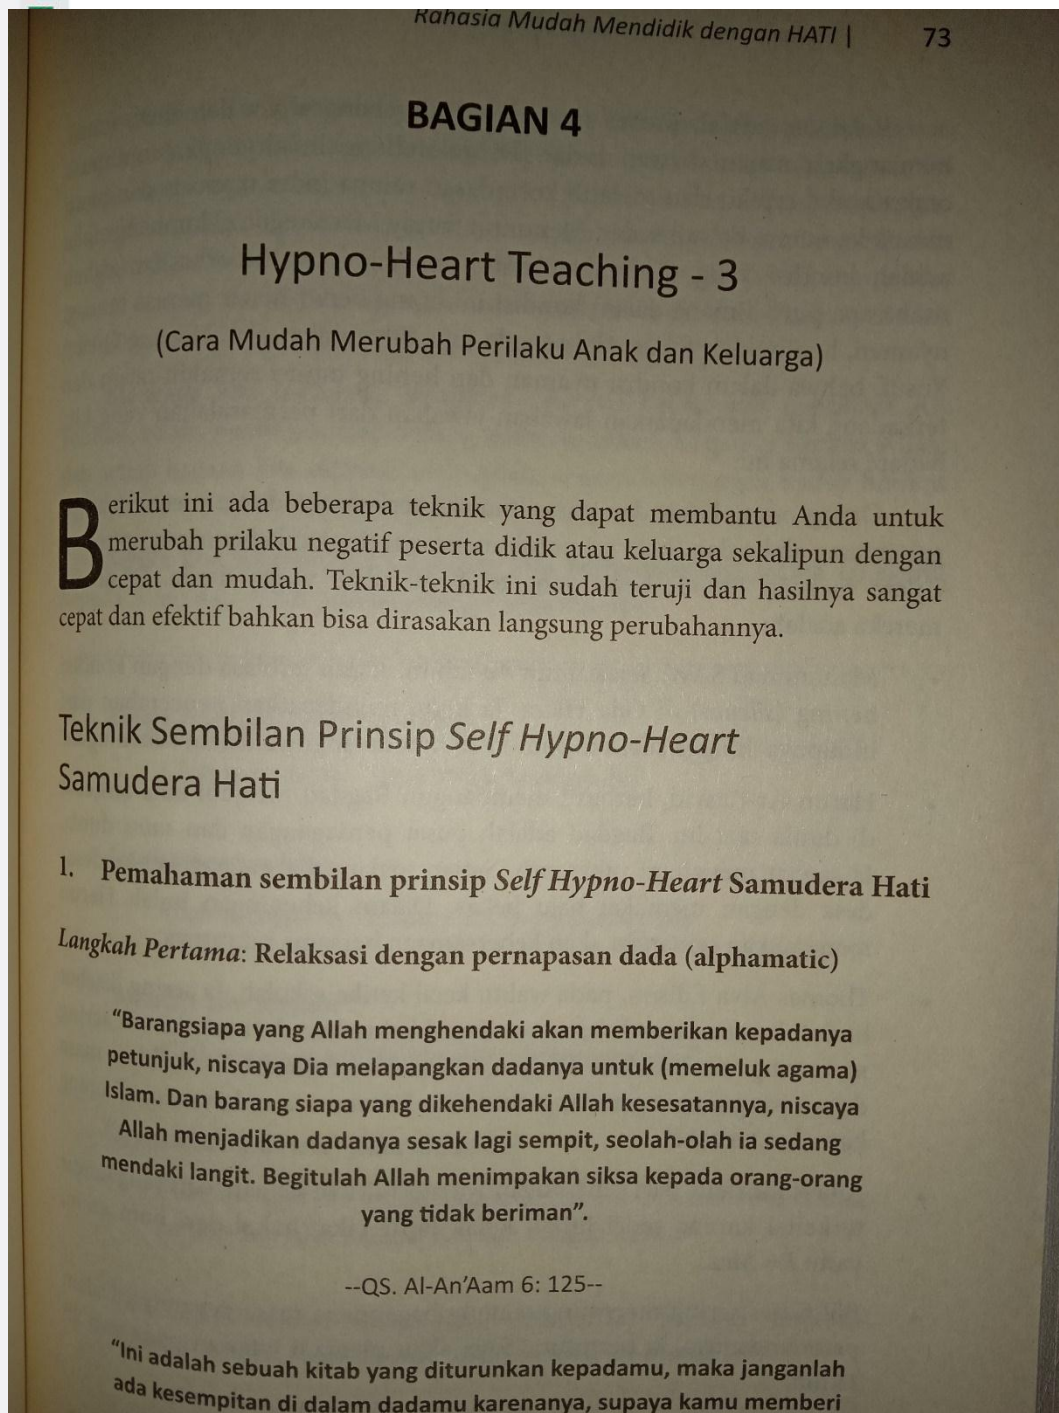 Rahasia Mudah Mendidik dengan HATI | 73
BAGIAN 4
Hypno-Heart Teaching - 3
(Cara Mudah Merubah Perilaku Anak dan Keluarga)
Berikut ini ada beberapa teknik yang dapat membantu Anda untuk
merubah prilaku negatif peserta didik atau keluarga sekalipun dengan
cepat dan mudah. Teknik-teknik ini sudah teruji dan hasilnya sangat
cepat dan efektif bahkan bisa dirasakan langsung perubahannya.
Teknik Sembilan Prinsip Self Hypno-Heart
Samudera Hati
1. Pemahaman sembilan prinsip Self Hypno-Heart Samudera Hati
Langkah Pertama: Relaksasi dengan pernapasan dada (alphamatic)
“Barangsiapa yang Allah menghendaki akan memberikan kepadanya
petunjuk, niscaya Dia melapangkan dadanya untuk (memeluk agama)
Islam. Dan barang siapa yang dikehendaki Allah kesesatannya, niscaya
Allah menjadikan dadanya sesak lagi sempit, seolah-olah ia sedang
mendaki langit. Begitulah Allah menimpakan siksa kepada orang-orang
yang tidak beriman”.
--QS. Al-An’Aam 6: 125--
“Ini adalah sebuah kitab yang diturunkan kepadamu, maka janganlah
ada kesempitan di dalam dadamu karenanya, supaya kamu memberi